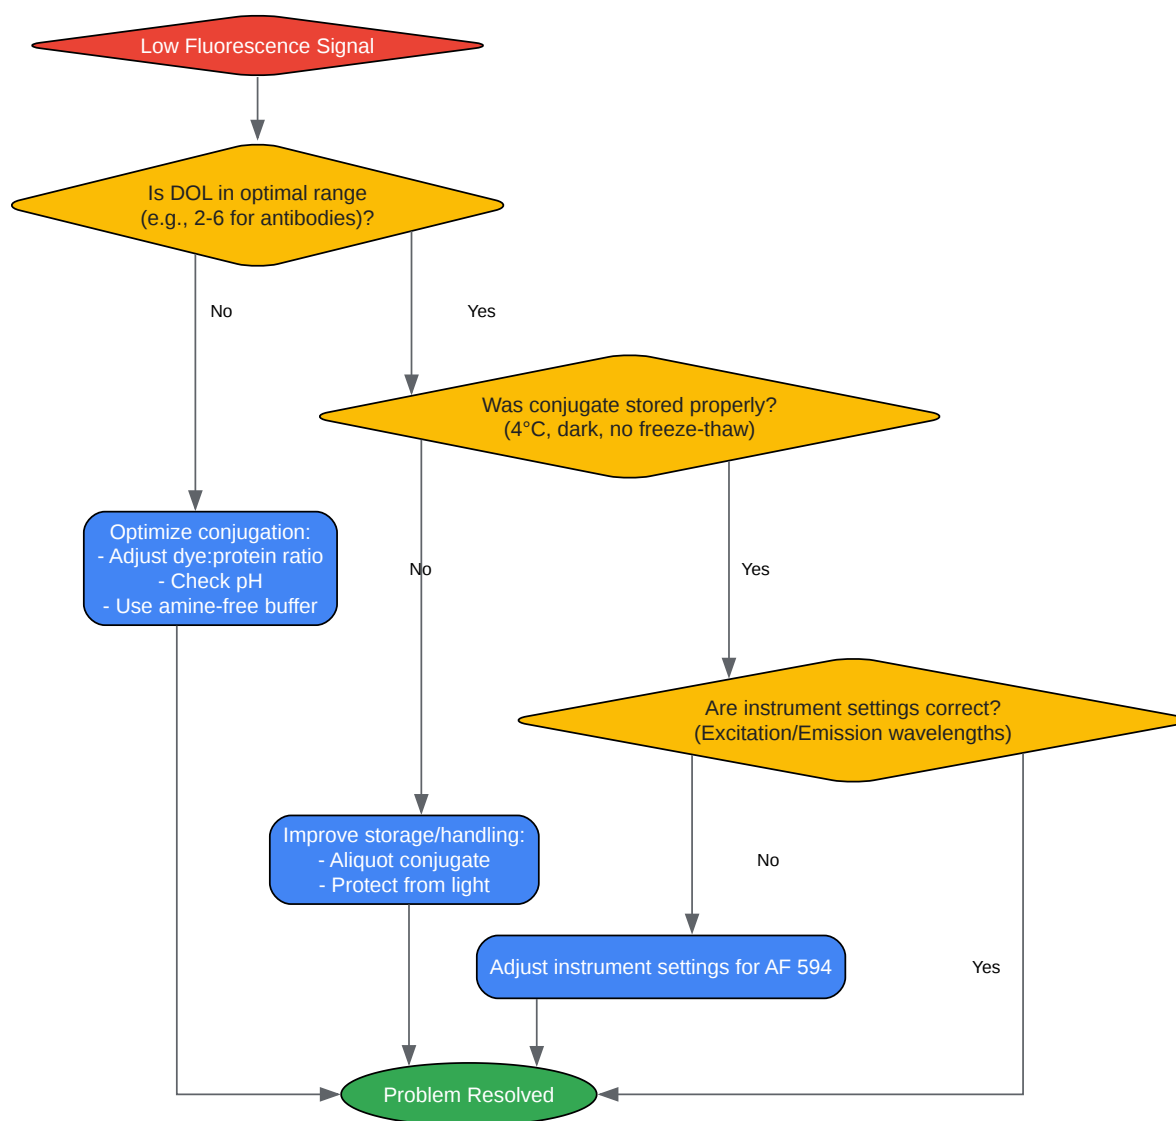 Low Fluorescence Signal
Is DOL in optimal range
(e.g., 2-6 for antibodies)?
No
Yes
Was conjugate stored properly?
(4°C, dark, no freeze-thaw)
Optimize conjugation:
- Adjust dye:protein ratio
- Check pH
- Use amine-free buffer
No
Yes
Are instrument settings correct?
(Excitation/Emission wavelengths)
Improve storage/handling:
- Aliquot conjugate
- Protect from light
No
Adjust instrument settings for AF 594
Yes
Problem Resolved